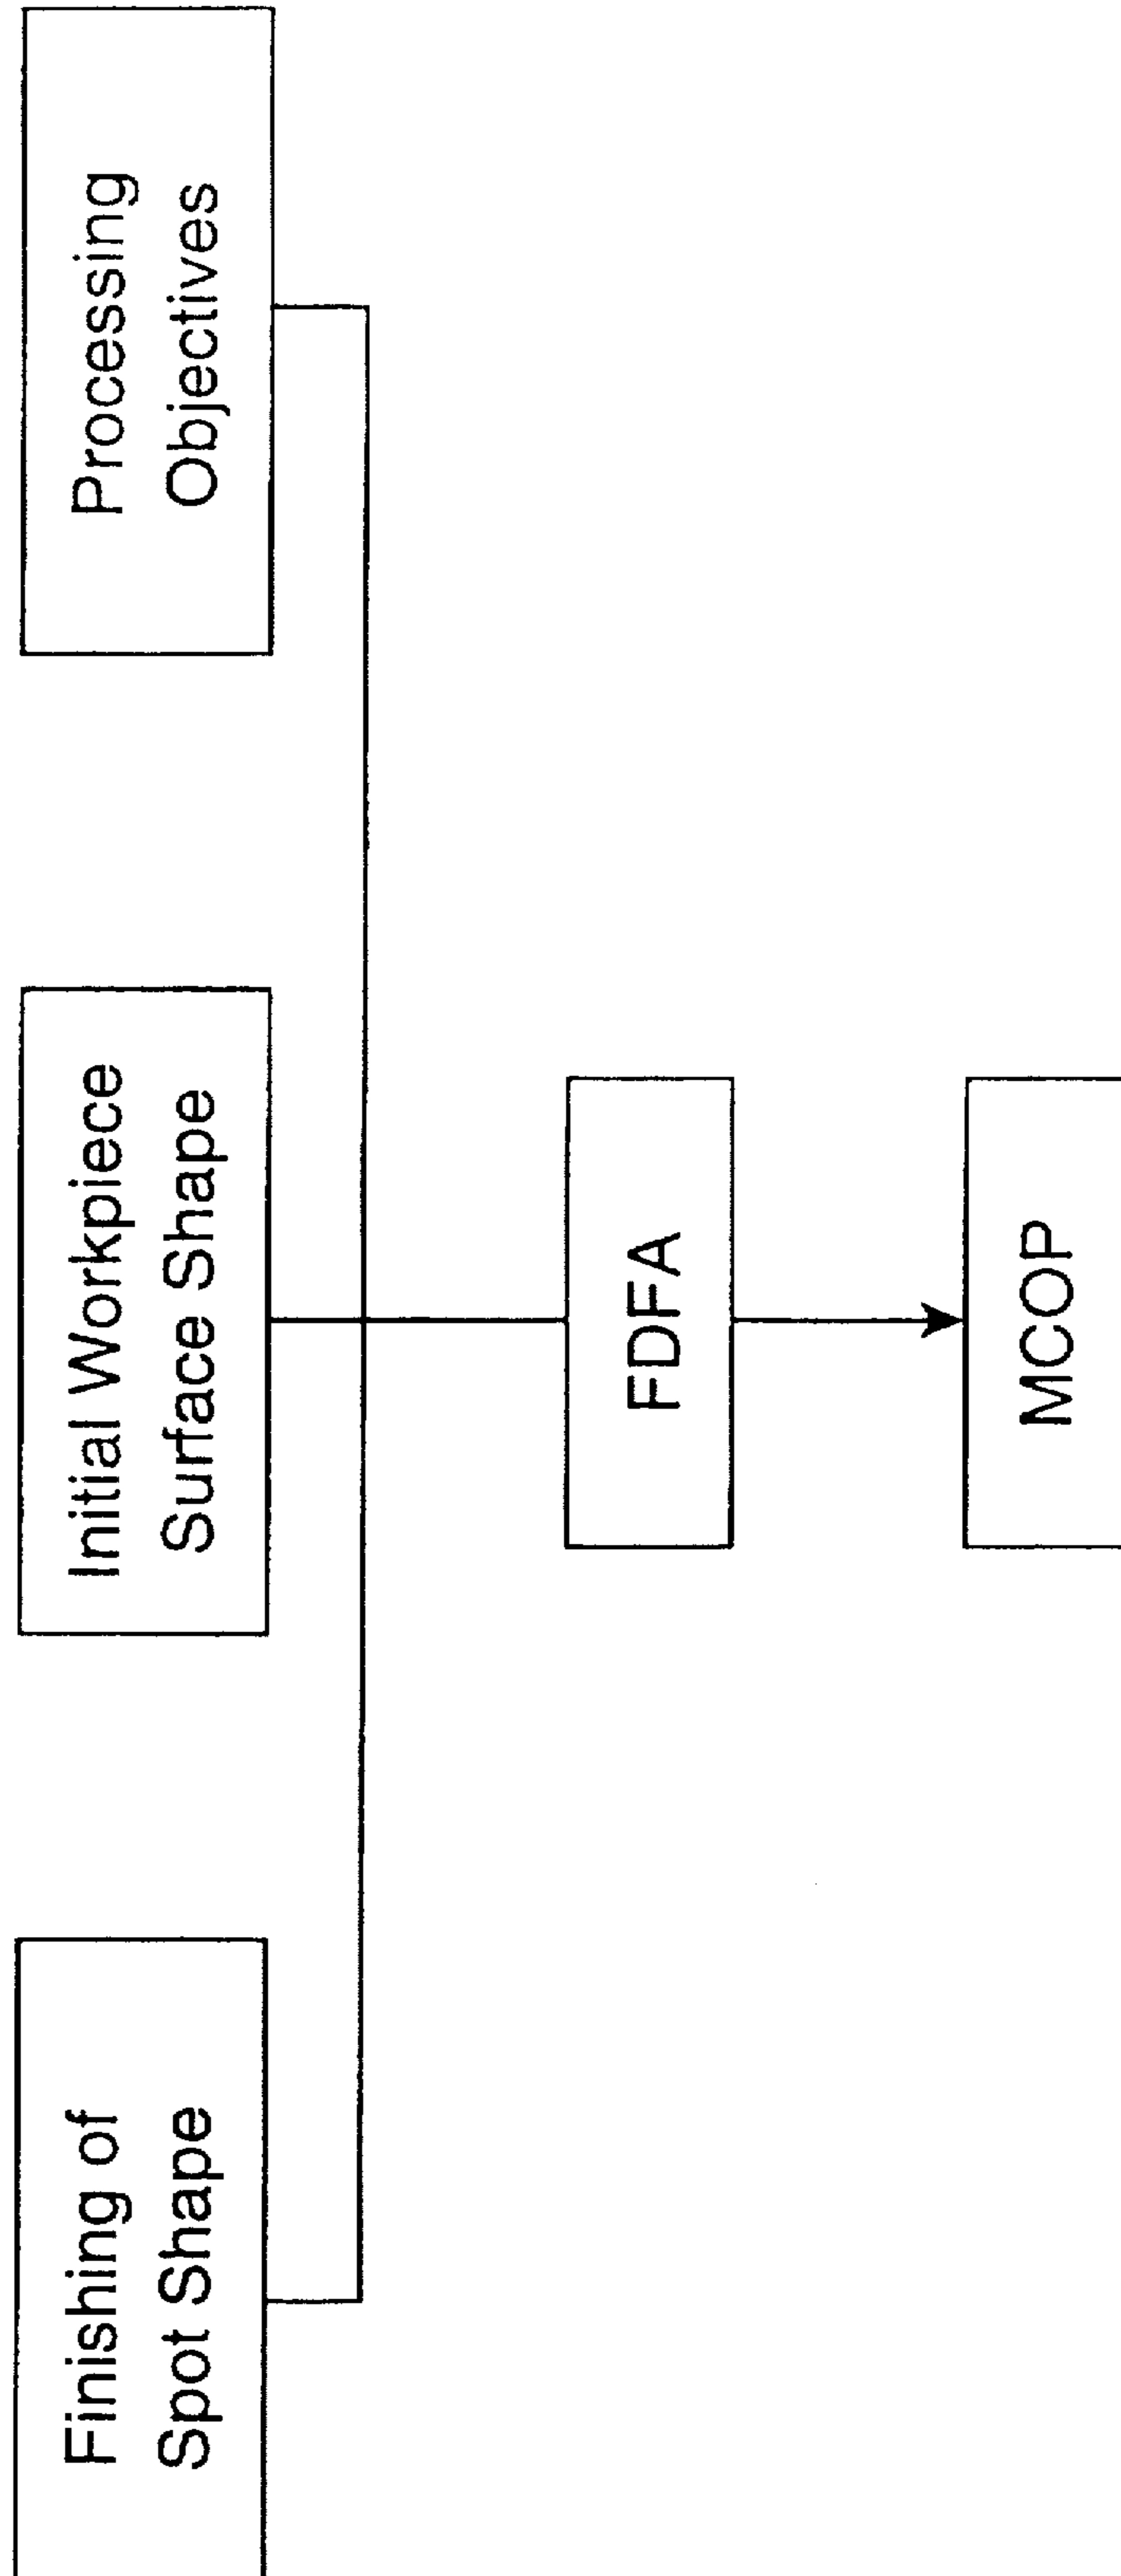 Finishing of
Spot Shape
Initial Workpiece
Surface Shape
Processing
Objectives
FDFA
MCOP